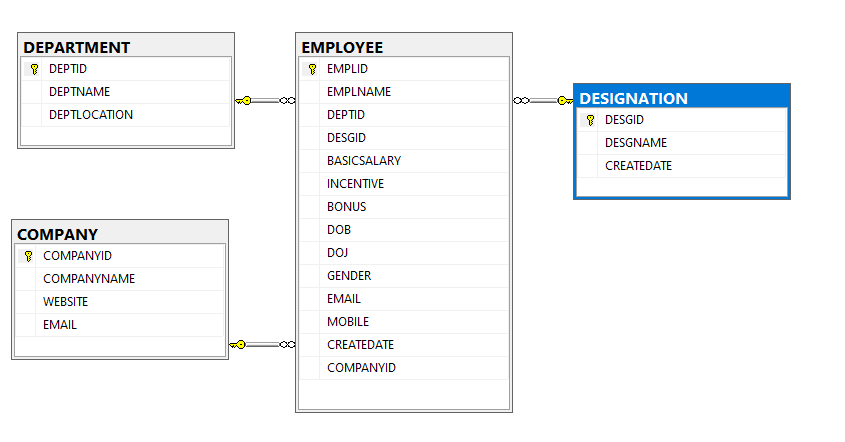 DEPARTMENT
DEPTID
DEPTNAME
DEPTLOCATION
EMPLOYEE
EMPLID
EMPLNAME
DEPTID
DESGID
BASICSALARY
INCENTIVE
BONUS
DOB
DOJ
GENDER
EMAIL
MOBILE
CREATEDATE
COMPANYID
DESIGNATION
DESGID
DESGNAME
CREATEDATE
COMPANY
COMPANYID
COMPANYNAME
WEBSITE
EMAIL